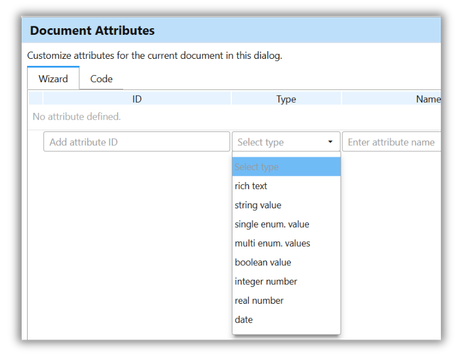 Document Attributes
Customize attributes for the current document in this dialog.
Wizard Code
ID Type Name
No attribute defined.
Add attribute ID Select type Enter attribute name
Select type
rich text
string value
single enum. value
multi enum. values
boolean value
integer number
real number
date